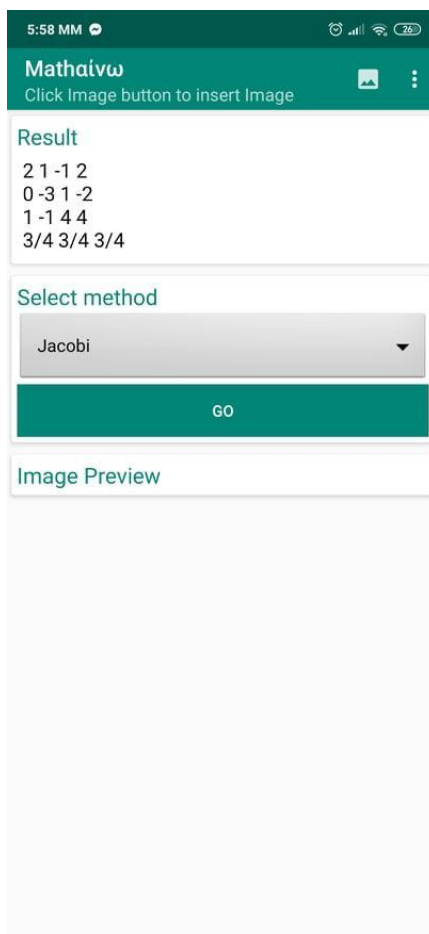 5:58 MM 26
Mathαίνω
Click Image button to insert Image
Result
2 1 -1 2
0 -3 1 -2
1 -1 4 4
3/4 3/4 3/4
Select method
Jacobi
GO
Image Preview